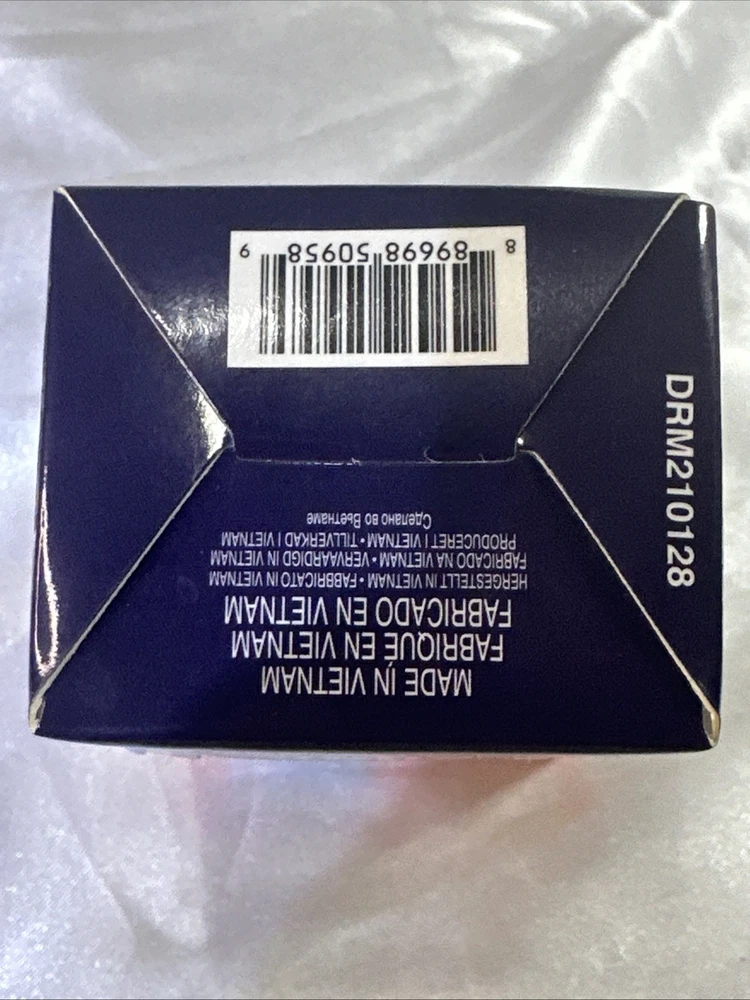 MADE IN VIETNAM
FABRIQUÉ EN VIETNAM
FABRICADO EN VIETNAM
HERGESTELLT IN VIETNAM • FABBRICATO IN VIETNAM
FABRICADO NA VIETNAM • VERVAARDIGD IN VIETNAM
PRODUCERET I VIETNAM • TILLVERKAD I VIETNAM
Сделано во Вьетнаме
8 89698 50958 9
DRM210128